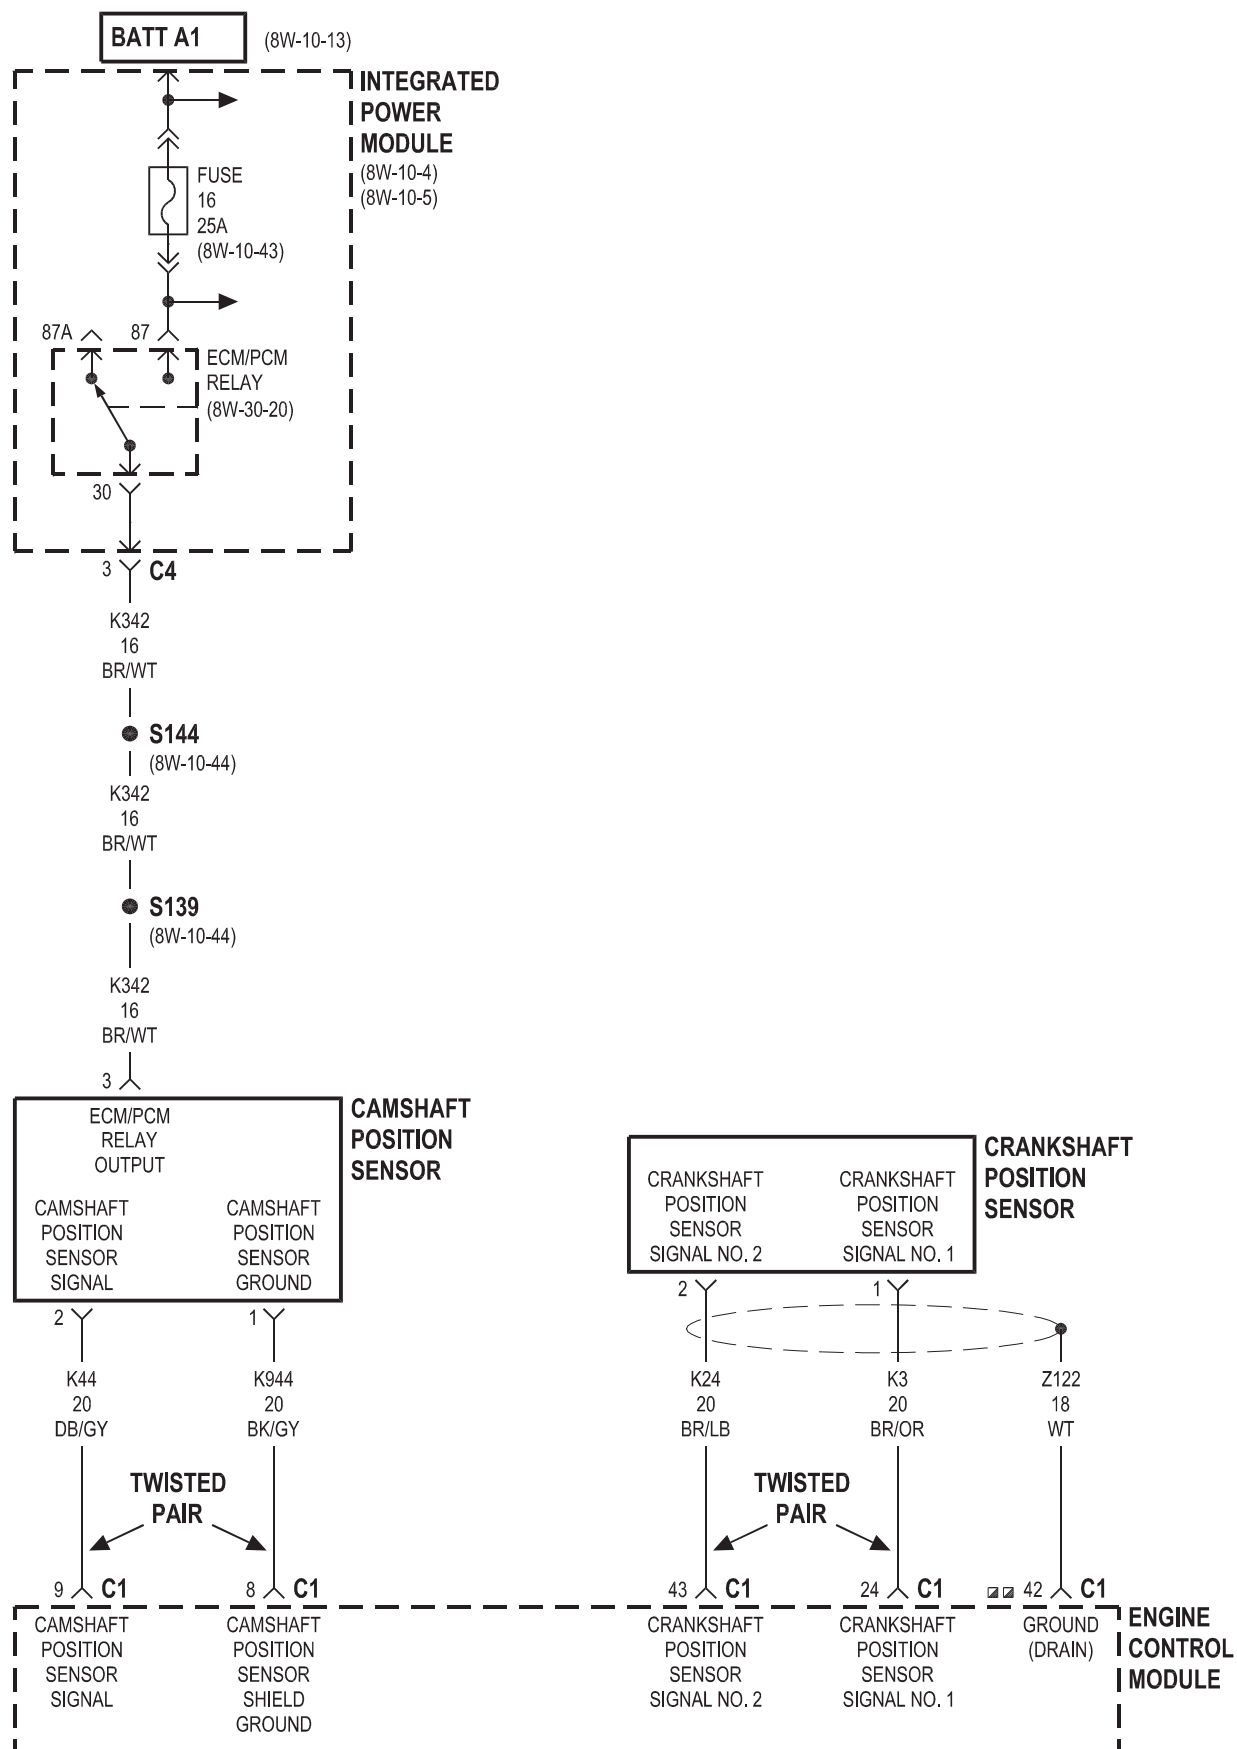 BATT A1
(8W-10-13)
INTEGRATED
POWER
MODULE
(8W-10-4)
(8W-10-5)
FUSE
16
25A
(8W-10-43)
87A
87
ECM/PCM
RELAY
(8W-30-20)
30
3
C4
K342
16
BR/WT
S144
(8W-10-44)
K342
16
BR/WT
S139
(8W-10-44)
K342
16
BR/WT
3
ECM/PCM
RELAY
OUTPUT
CAMSHAFT
POSITION
SENSOR
SIGNAL
CAMSHAFT
POSITION
SENSOR
GROUND
CAMSHAFT
POSITION
SENSOR
CRANKSHAFT
POSITION
SENSOR
SIGNAL NO. 2
CRANKSHAFT
POSITION
SENSOR
SIGNAL NO. 1
CRANKSHAFT
POSITION
SENSOR
2
1
2
1
K44
20
DB/GY
K944
20
BK/GY
K24
20
BR/LB
K3
20
BR/OR
Z122
18
WT
TWISTED
PAIR
TWISTED
PAIR
9
C1
8
C1
43
C1
24
C1
42
C1
CAMSHAFT
POSITION
SENSOR
SIGNAL
CAMSHAFT
POSITION
SENSOR
SHIELD
GROUND
CRANKSHAFT
POSITION
SENSOR
SIGNAL NO. 2
CRANKSHAFT
POSITION
SENSOR
SIGNAL NO. 1
GROUND
(DRAIN)
ENGINE
CONTROL
MODULE